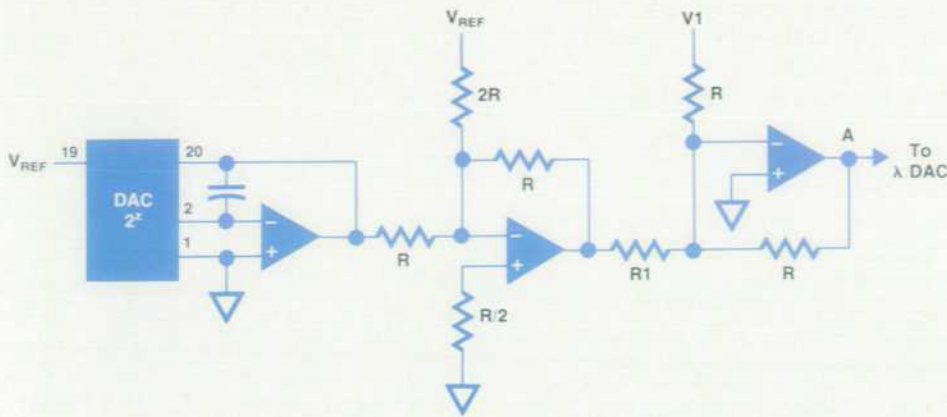 V_REF
V1
2R
R
V_REF 19
20
DAC
2^z
2
1
−
+
R
R
−
+
R/2
R1
−
+
A
To
λ DAC
R